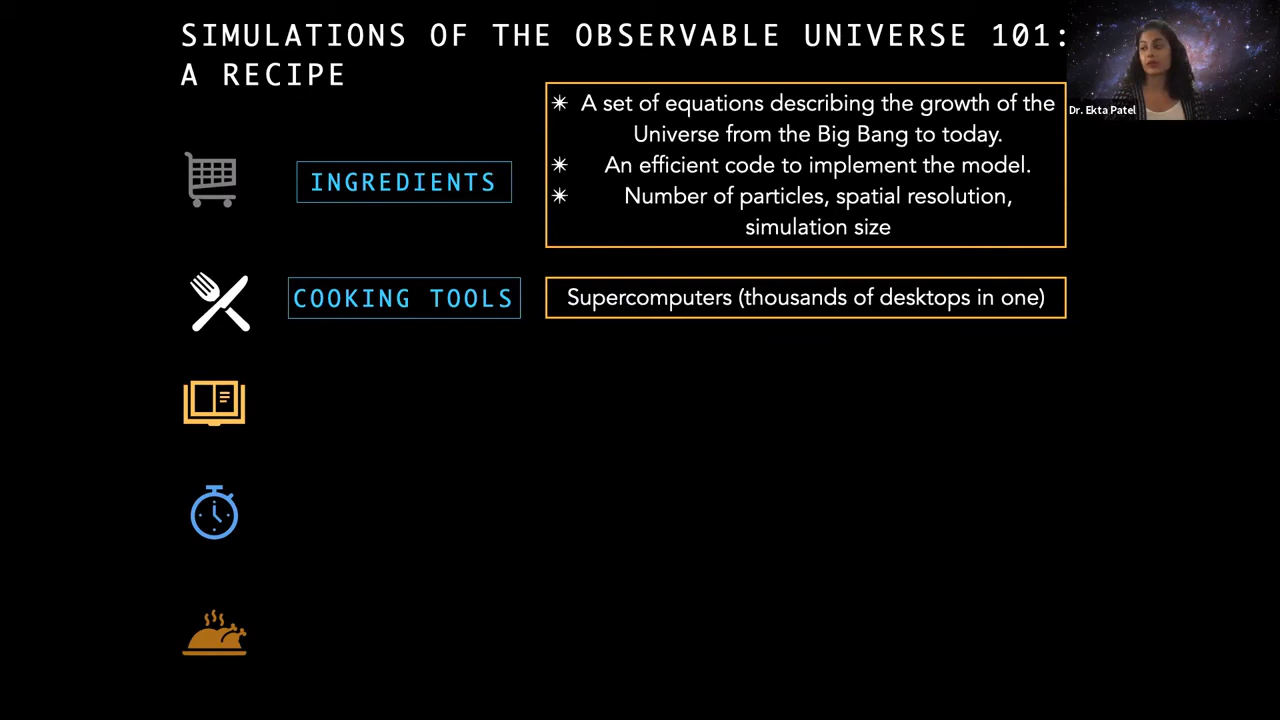 SIMULATIONS OF THE OBSERVABLE UNIVERSE 101:
A RECIPE
Dr. Ekta Patel
INGREDIENTS
✴ A set of equations describing the growth of the
Universe from the Big Bang to today.
✴ An efficient code to implement the model.
✴ Number of particles, spatial resolution,
simulation size
COOKING TOOLS
Supercomputers (thousands of desktops in one)